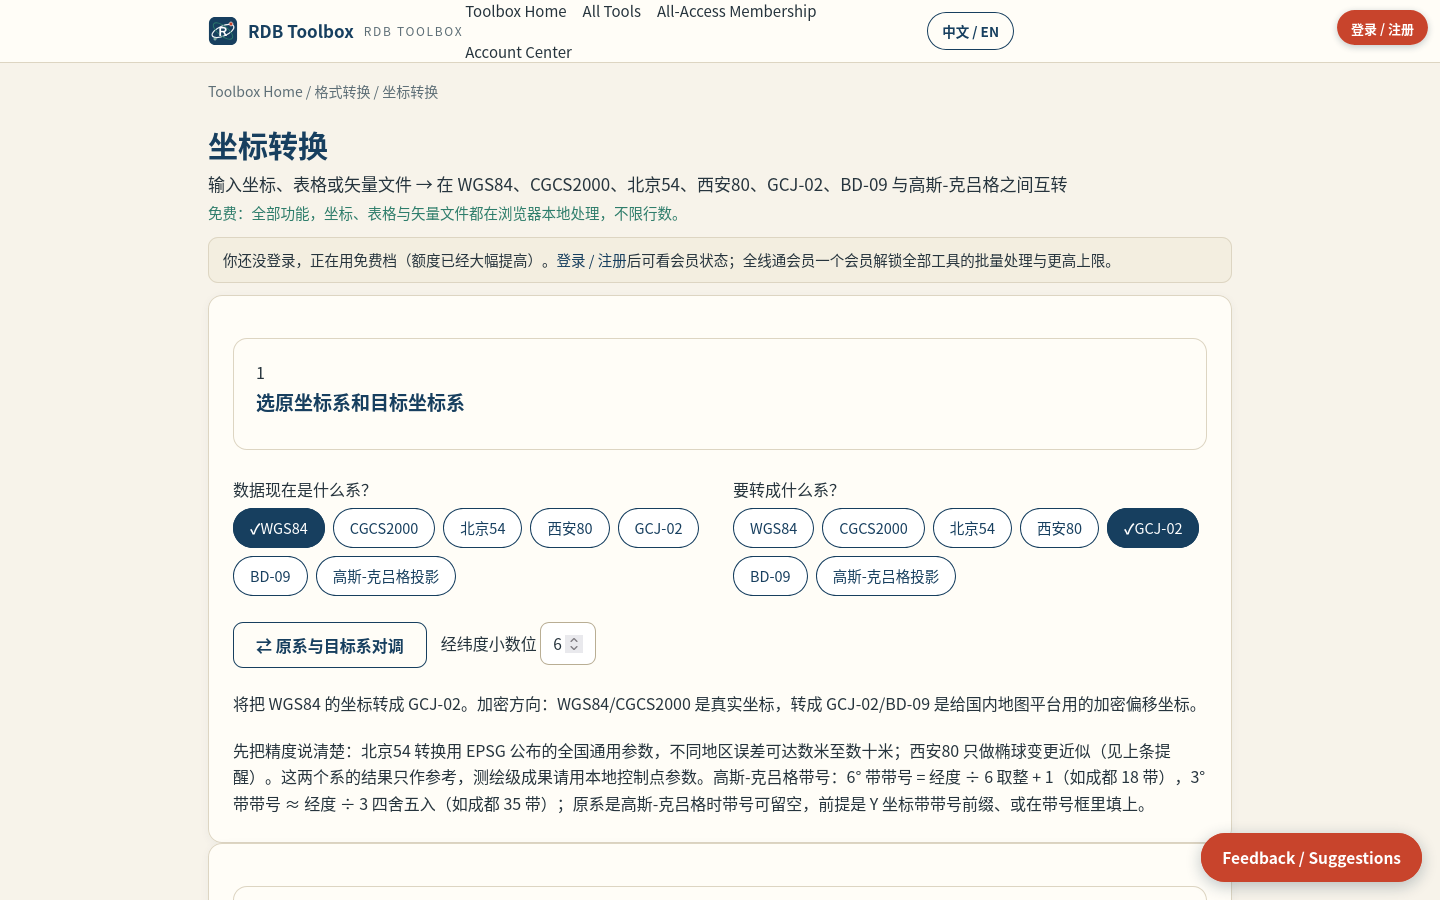 RDB Toolbox RDB TOOLBOX
Toolbox Home All Tools All-Access Membership
Account Center
中文 / EN
登录 / 注册
Toolbox Home / 格式转换 / 坐标转换
坐标转换
输入坐标、表格或矢量文件 → 在 WGS84、CGCS2000、北京54、西安80、GCJ-02、BD-09 与高斯-克吕格之间互转
免费：全部功能，坐标、表格与矢量文件都在浏览器本地处理，不限行数。
你还没登录，正在用免费档（额度已经大幅提高）。登录 / 注册后可看会员状态；全线通会员一个会员解锁全部工具的批量处理与更高上限。
1
选原坐标系和目标坐标系
数据现在是什么系？
✓WGS84 CGCS2000 北京54 西安80 GCJ-02
BD-09 高斯-克吕格投影
要转成什么系？
WGS84 CGCS2000 北京54 西安80 ✓GCJ-02
BD-09 高斯-克吕格投影
⇄ 原系与目标系对调 经纬度小数位 6
将把 WGS84 的坐标转成 GCJ-02。加密方向：WGS84/CGCS2000 是真实坐标，转成 GCJ-02/BD-09 是给国内地图平台用的加密偏移坐标。
先把精度说清楚：北京54 转换用 EPSG 公布的全国通用参数，不同地区误差可达数米至数十米；西安80 只做椭球变更近似（见上条提
醒）。这两个系的结果只作参考，测绘级成果请用本地控制点参数。高斯-克吕格带号：6° 带带号 = 经度 ÷ 6 取整 + 1（如成都 18 带），3°
带带号 ≈ 经度 ÷ 3 四舍五入（如成都 35 带）；原系是高斯-克吕格时带号可留空，前提是 Y 坐标带带号前缀、或在带号框里填上。
Feedback / Suggestions